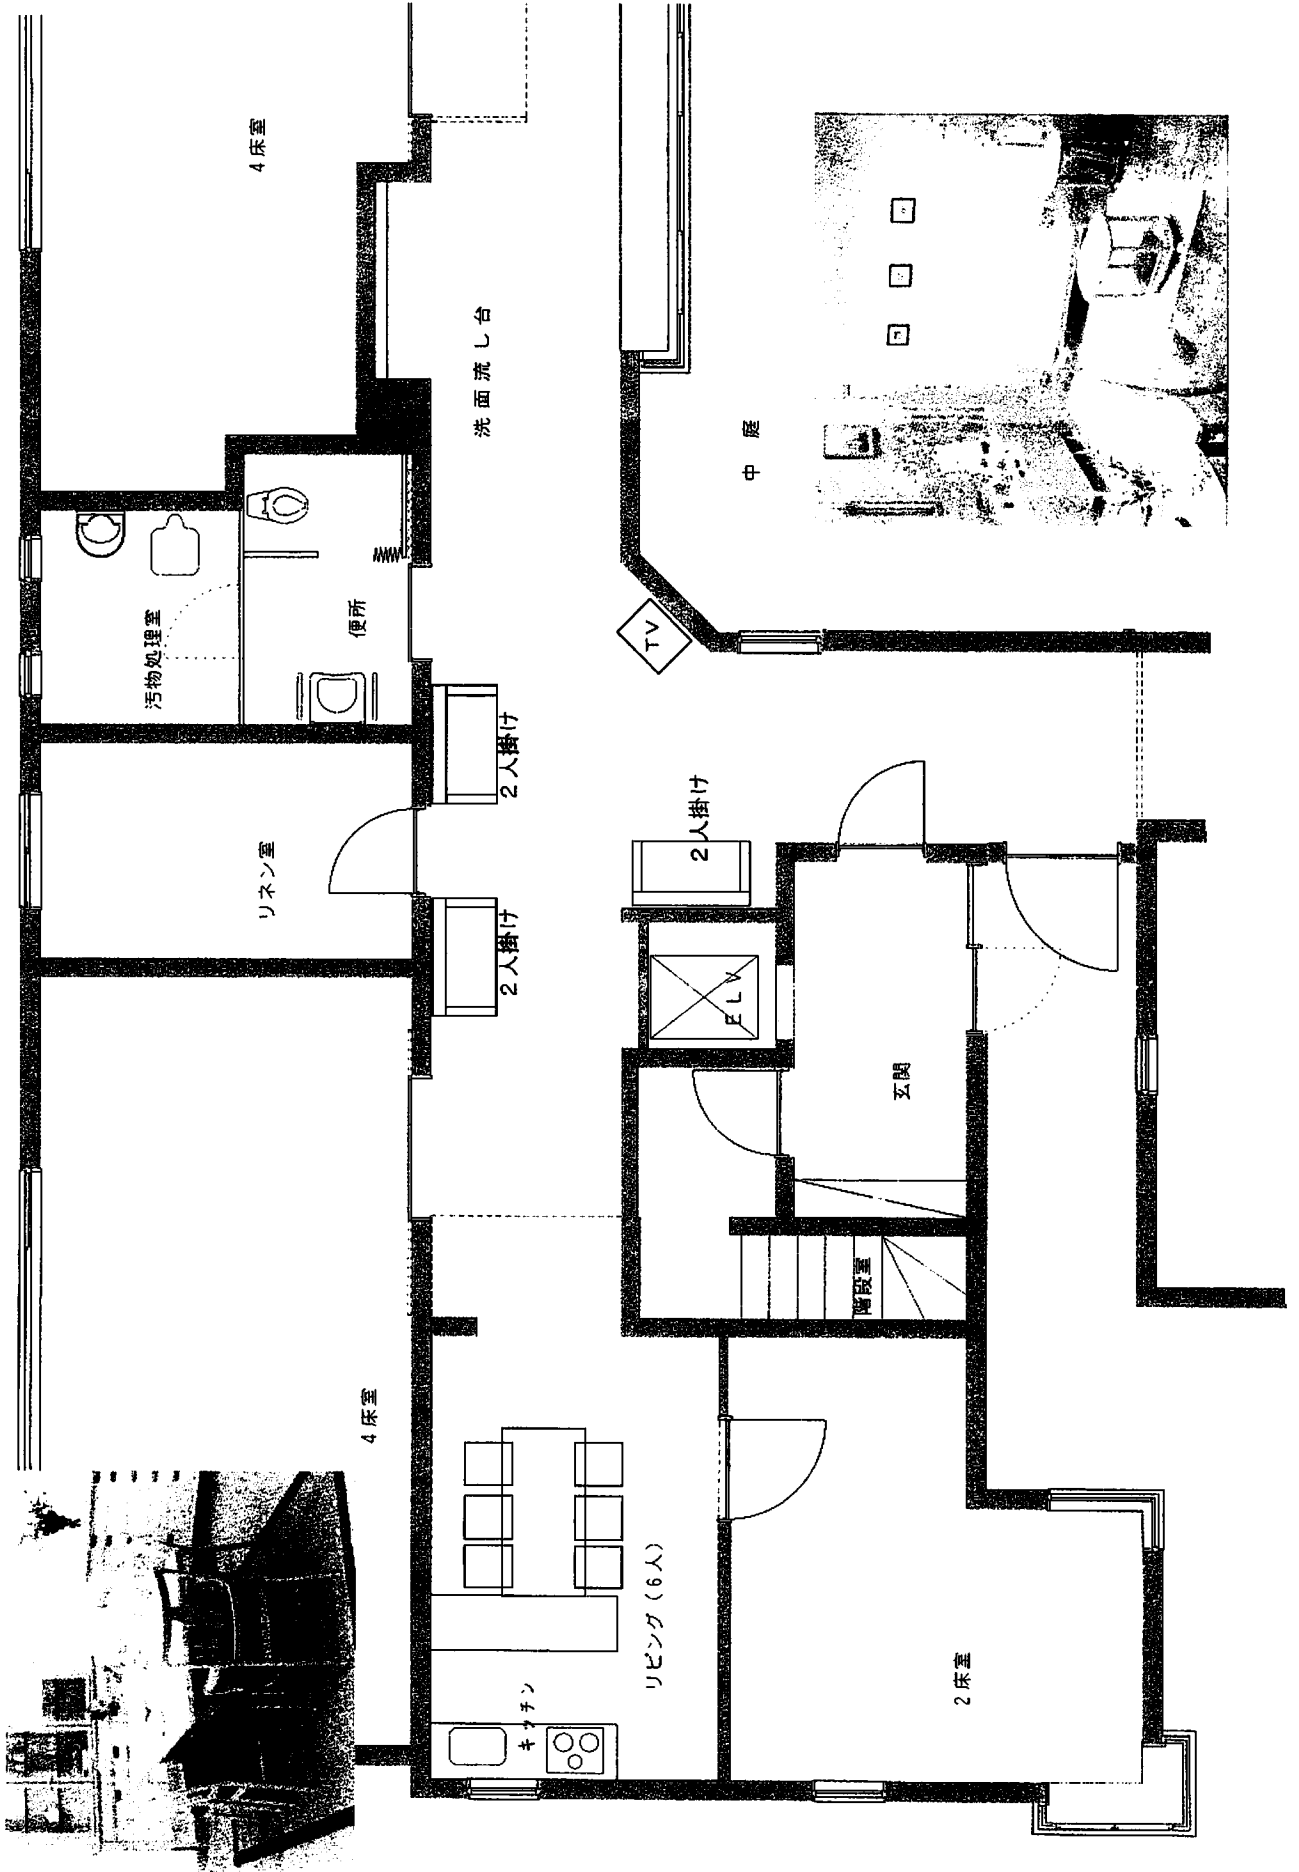 4床室
洗面流し台
中庭
汚物処理室
便所
TV
2人掛け
2人掛け
リネン室
2人掛け
ELV
玄関
階段室
4床室
リビング(6人)
キッチン
2床室